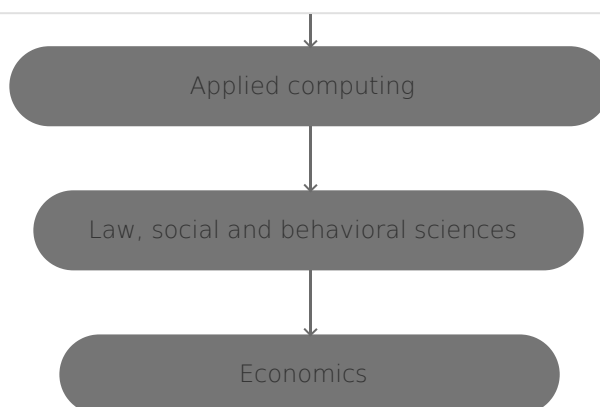 Applied computing
Law, social and behavioral sciences
Economics